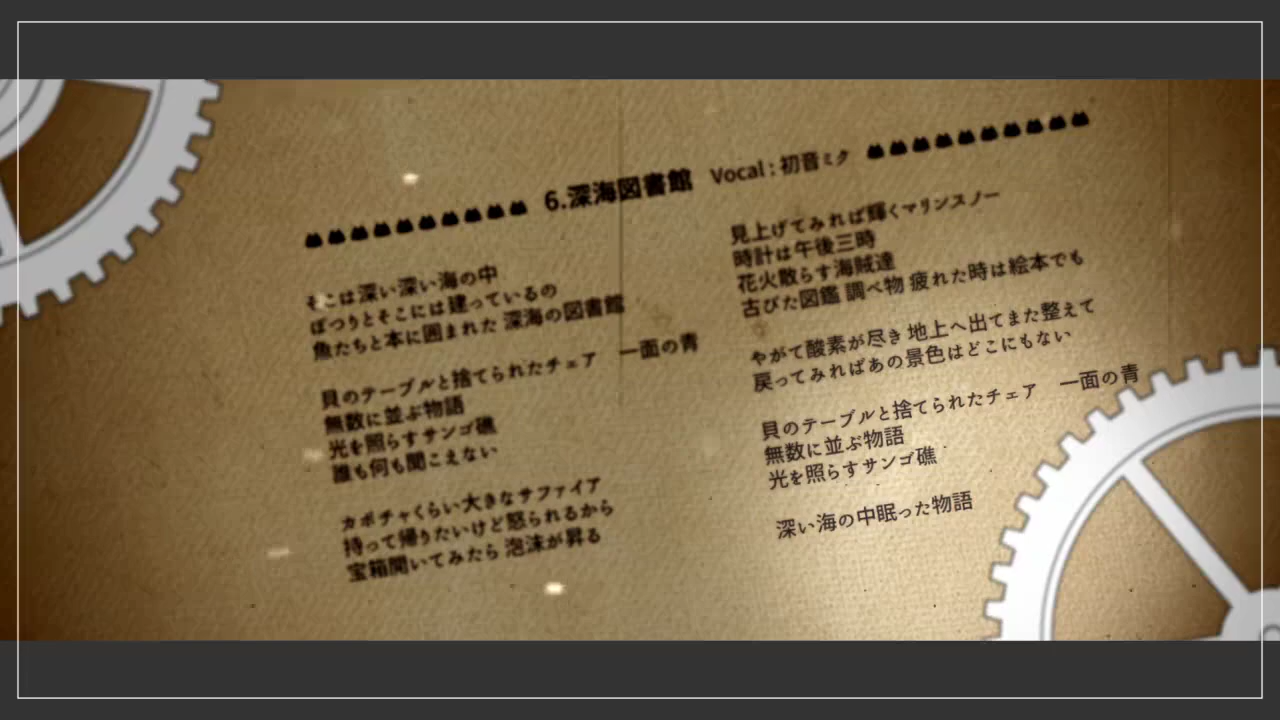 6.深海図書館 Vocal : 初音ミク
そこは深い深い海の中
ぽつりとそこには建っているの
魚たちと本に囲まれた 深海の図書館
貝のテーブルと捨てられたチェア 一面の青
無数に並ぶ物語
光を照らすサンゴ礁
誰も何も聞こえない
カボチャくらい大きなサファイア
持って帰りたいけど怒られるから
宝箱開いてみたら 泡沫が昇る
見上げてみれば輝くマリンスノー
時計は午後三時
花火散らす海賊達
古びた図鑑 調べ物 疲れた時は絵本でも
やがて酸素が尽き 地上へ出てまた整えて
戻ってみればあの景色はどこにもない
貝のテーブルと捨てられたチェア 一面の青
無数に並ぶ物語
光を照らすサンゴ礁
深い海の中眠った物語